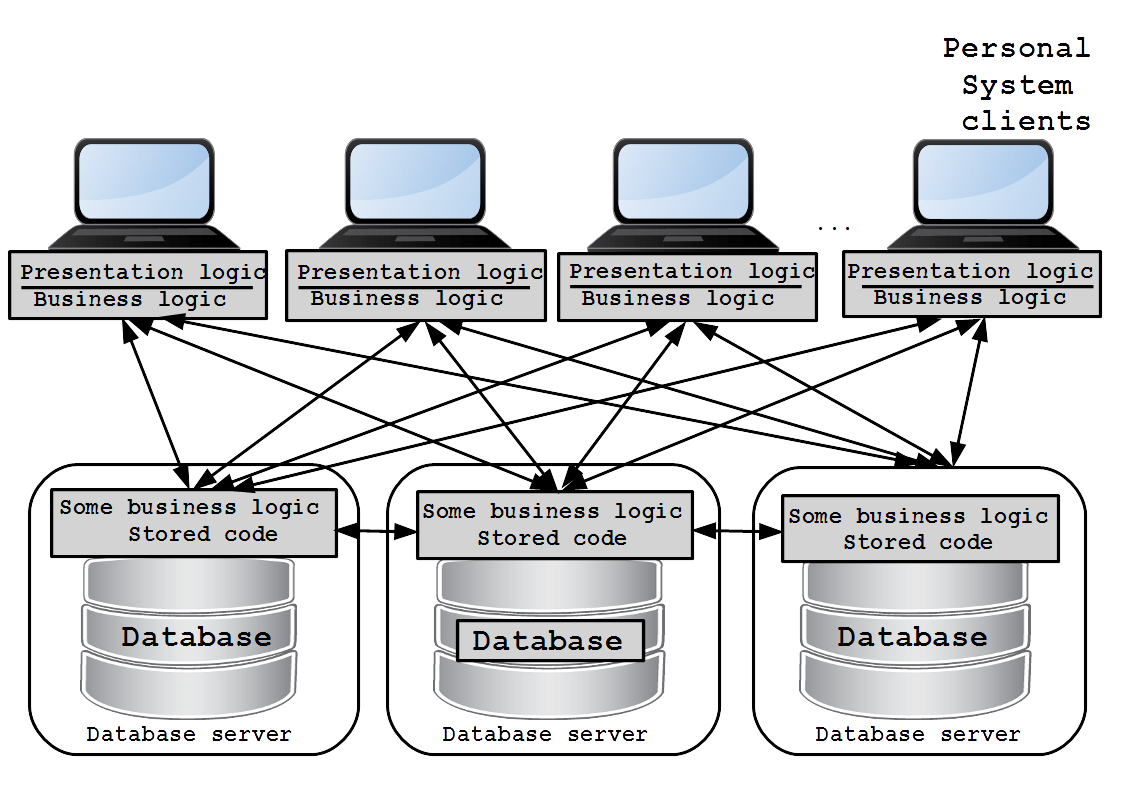 Personal
System
clients
...
Presentation logic
Business logic
Presentation logic
Business logic
Presentation logic
Business logic
Presentation logic
Business logic
Some business logic
Stored code
Database
Database server
Some business logic
Stored code
Database
Database server
Some business logic
Stored code
Database
Database server